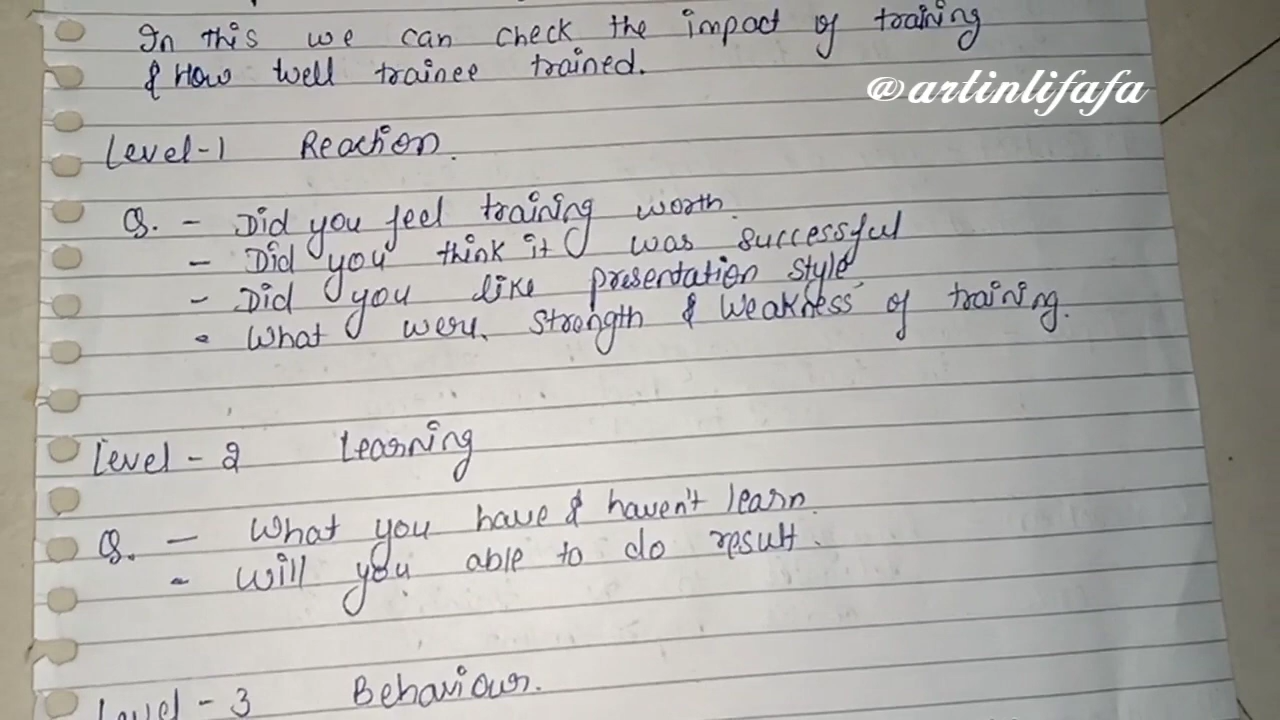 In this we can check the impact of training
& How well trainee trained.
@artinlifafa
Level-1 Reaction.
Q. - Did you feel training worth.
- Did you think it was successful
- Did you like presentation style
- What were strength & weakness of training.
Level - 2 Learning
Q. - What you have & haven't learn.
- Will you able to do result.
Level - 3 Behaviour.